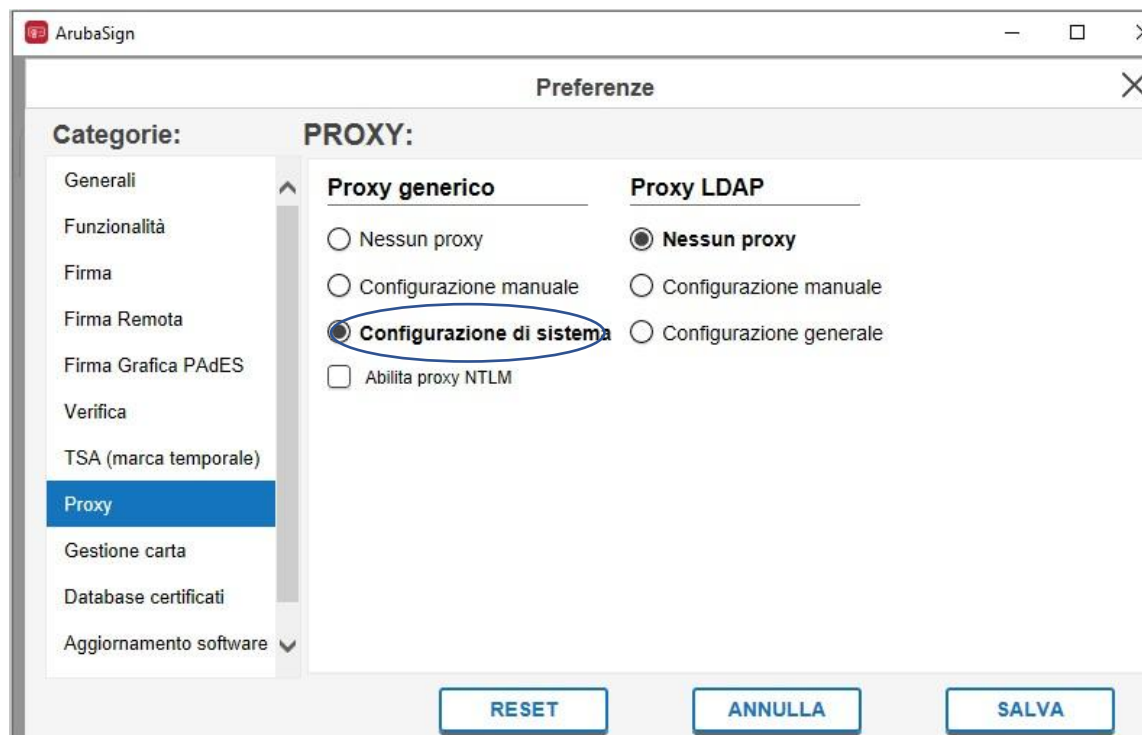 ArubaSign
Preferenze
Categorie:
Generali
Funzionalità
Firma
Firma Remota
Firma Grafica PAdES
Verifica
TSA (marca temporale)
Proxy
Gestione carta
Database certificati
Aggiornamento software
PROXY:
Proxy generico
Nessun proxy
Configurazione manuale
Configurazione di sistema
Abilita proxy NTLM
Proxy LDAP
Nessun proxy
Configurazione manuale
Configurazione generale
RESET
ANNULLA
SALVA